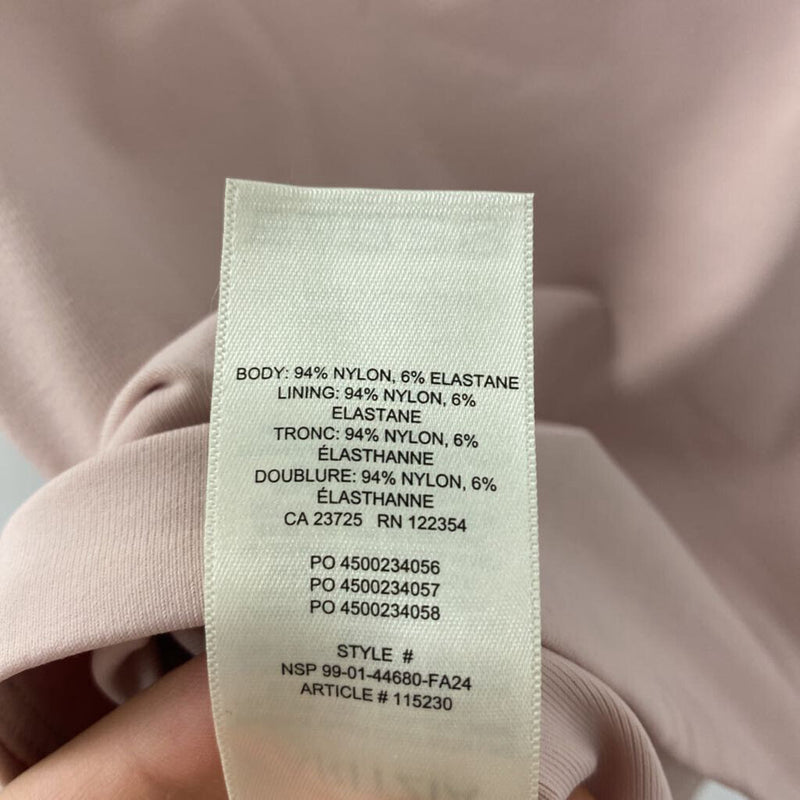 BODY: 94% NYLON, 6% ELASTANE
LINING: 94% NYLON, 6%
ELASTANE
TRONC: 94% NYLON, 6%
ÉLASTHANNE
DOUBLURE: 94% NYLON, 6%
ÉLASTHANNE
CA 23725 RN 122354
PO 4500234056
PO 4500234057
PO 4500234058
STYLE #
NSP 99-01-44680-FA24
ARTICLE # 115230